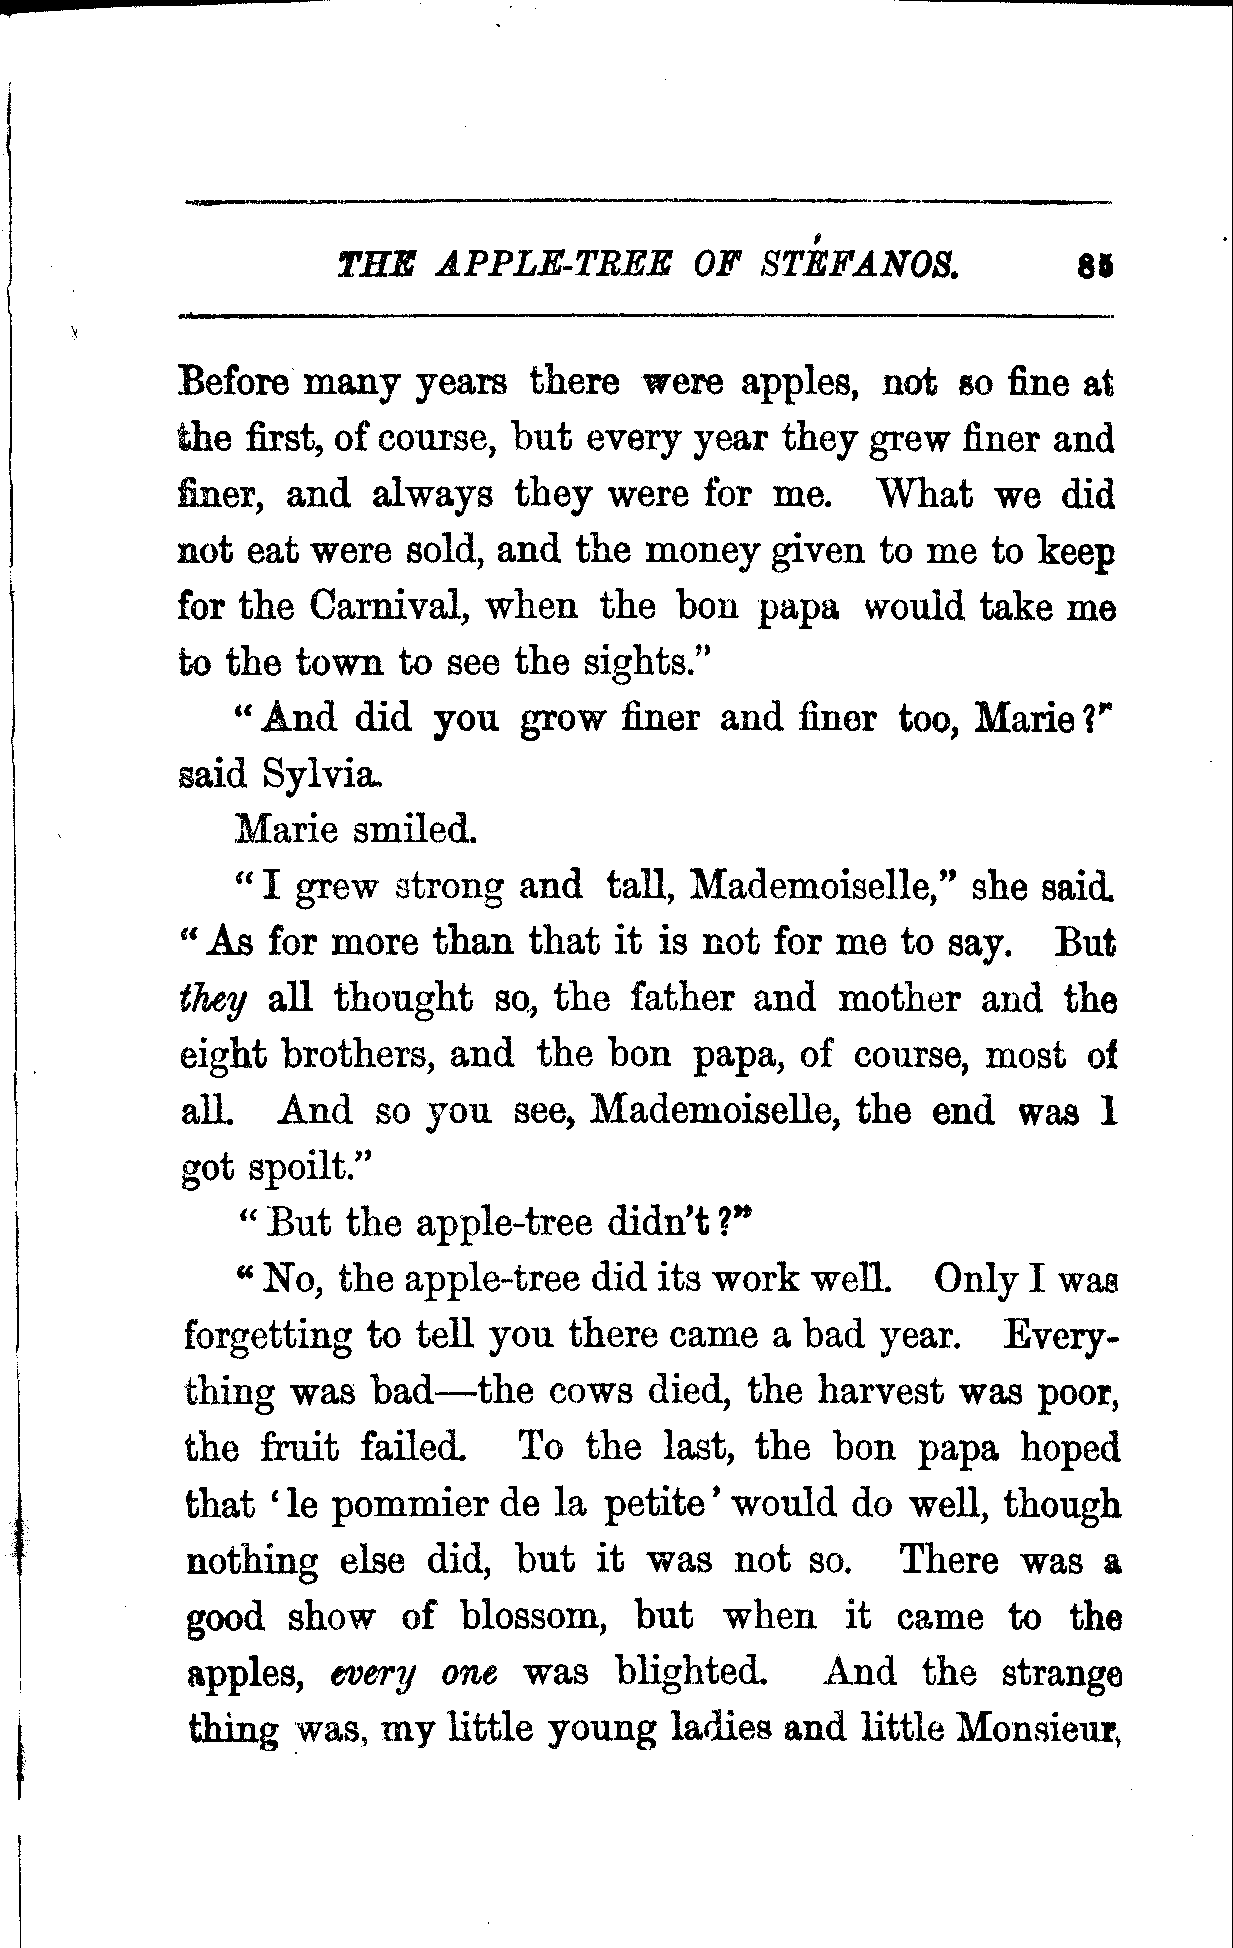 THE APPLE-TREE OF STÉFANOS. 85
Before many years there were apples, not so fine at
the first, of course, but every year they grew finer and
finer, and always they were for me. What we did
not eat were sold, and the money given to me to keep
for the Carnival, when the bon papa would take me
to the town to see the sights."
"And did you grow finer and finer too, Marie?"
said Sylvia.
Marie smiled.
"I grew strong and tall, Mademoiselle," she said.
"As for more than that it is not for me to say. But
they all thought so, the father and mother and the
eight brothers, and the bon papa, of course, most of
all. And so you see, Mademoiselle, the end was I
got spoilt."
"But the apple-tree didn't?"
"No, the apple-tree did its work well. Only I was
forgetting to tell you there came a bad year. Every-
thing was bad—the cows died, the harvest was poor,
the fruit failed. To the last, the bon papa hoped
that 'le pommier de la petite' would do well, though
nothing else did, but it was not so. There was a
good show of blossom, but when it came to the
apples, every one was blighted. And the strange
thing was, my little young ladies and little Monsieur,